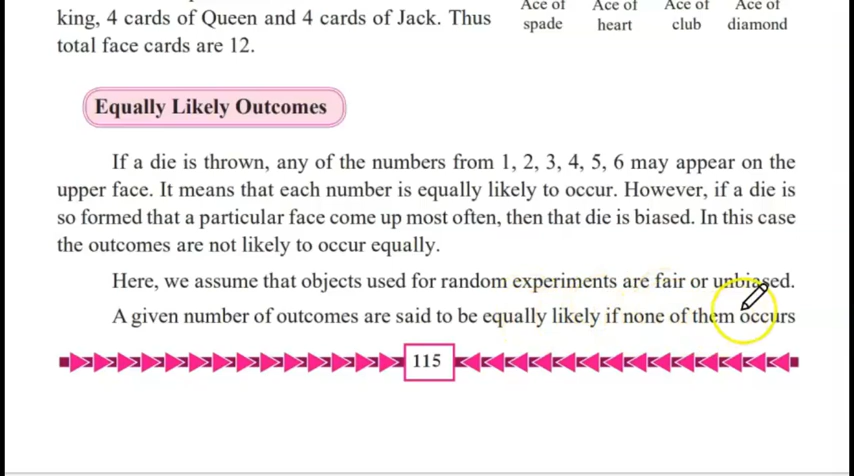 king, 4 cards of Queen and 4 cards of Jack. Thus
total face cards are 12.
Ace of Ace of Ace of Ace of
spade heart club diamond
Equally Likely Outcomes
If a die is thrown, any of the numbers from 1, 2, 3, 4, 5, 6 may appear on the
upper face. It means that each number is equally likely to occur. However, if a die is
so formed that a particular face come up most often, then that die is biased. In this case
the outcomes are not likely to occur equally.
Here, we assume that objects used for random experiments are fair or unbiased.
A given number of outcomes are said to be equally likely if none of them occurs
115